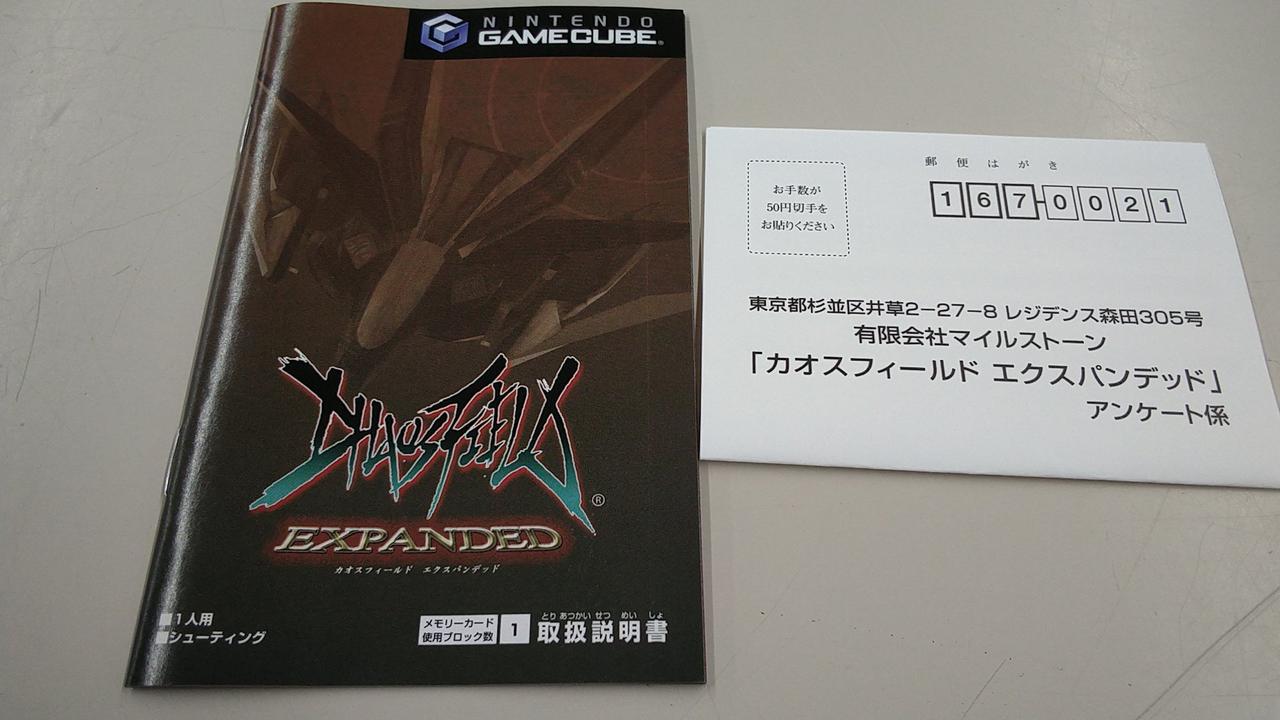 NINTENDO
GAMECUBE®
CHAOS FIELD®
EXPANDED
カオスフィールド エクスパンデッド
■1人用
■シューティング
メモリーカード
使用ブロック数
1
とりあつかいせつめいしょ
取扱説明書
郵便はがき
お手数が
50円切手を
お貼りください
167-0021
東京都杉並区井草2-27-8 レジデンス森田305号
有限会社マイルストーン
「カオスフィールド エクスパンデッド」
アンケート係